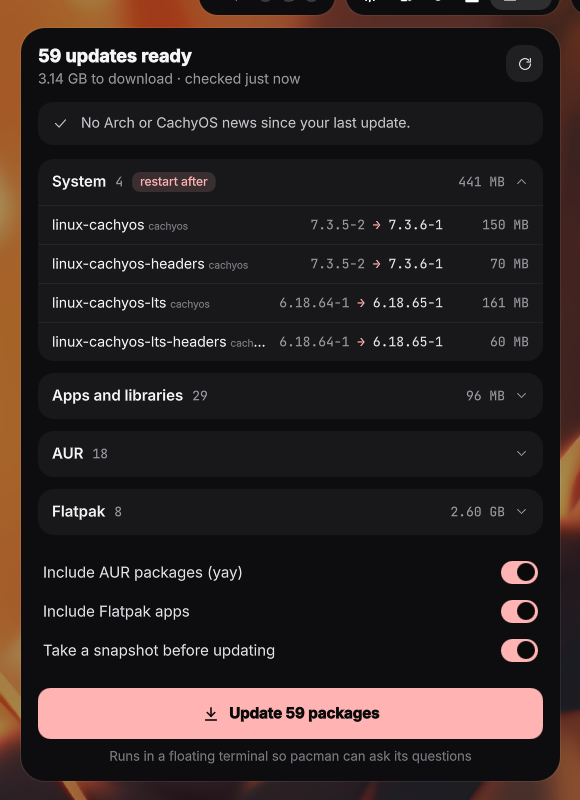 59 updates ready
3.14 GB to download · checked just now
No Arch or CachyOS news since your last update.
System 4 restart after 441 MB
linux-cachyos cachyos 7.3.5-2 → 7.3.6-1 150 MB
linux-cachyos-headers cachyos 7.3.5-2 → 7.3.6-1 70 MB
linux-cachyos-lts cachyos 6.18.64-1 → 6.18.65-1 161 MB
linux-cachyos-lts-headers cach... 6.18.64-1 → 6.18.65-1 60 MB
Apps and libraries 29 96 MB
AUR 18
Flatpak 8 2.60 GB
Include AUR packages (yay)
Include Flatpak apps
Take a snapshot before updating
Update 59 packages
Runs in a floating terminal so pacman can ask its questions